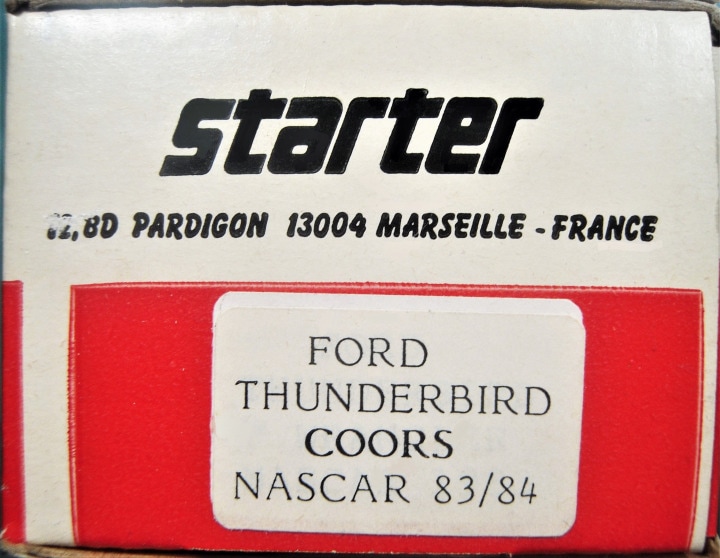 starter
BD PARDIGON 13004 MARSEILLE - FRANCE
FORD
THUNDERBIRD
COORS
NASCAR 83/84